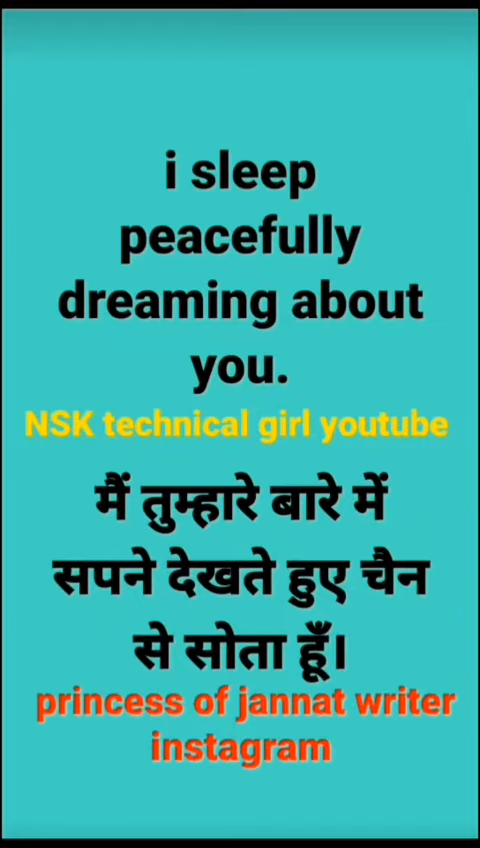 i sleep
peacefully
dreaming about
you.
NSK technical girl youtube
मैं तुम्हारे बारे में
सपने देखते हुए चैन
से सोता हूँ।
princess of jannat writer
instagram